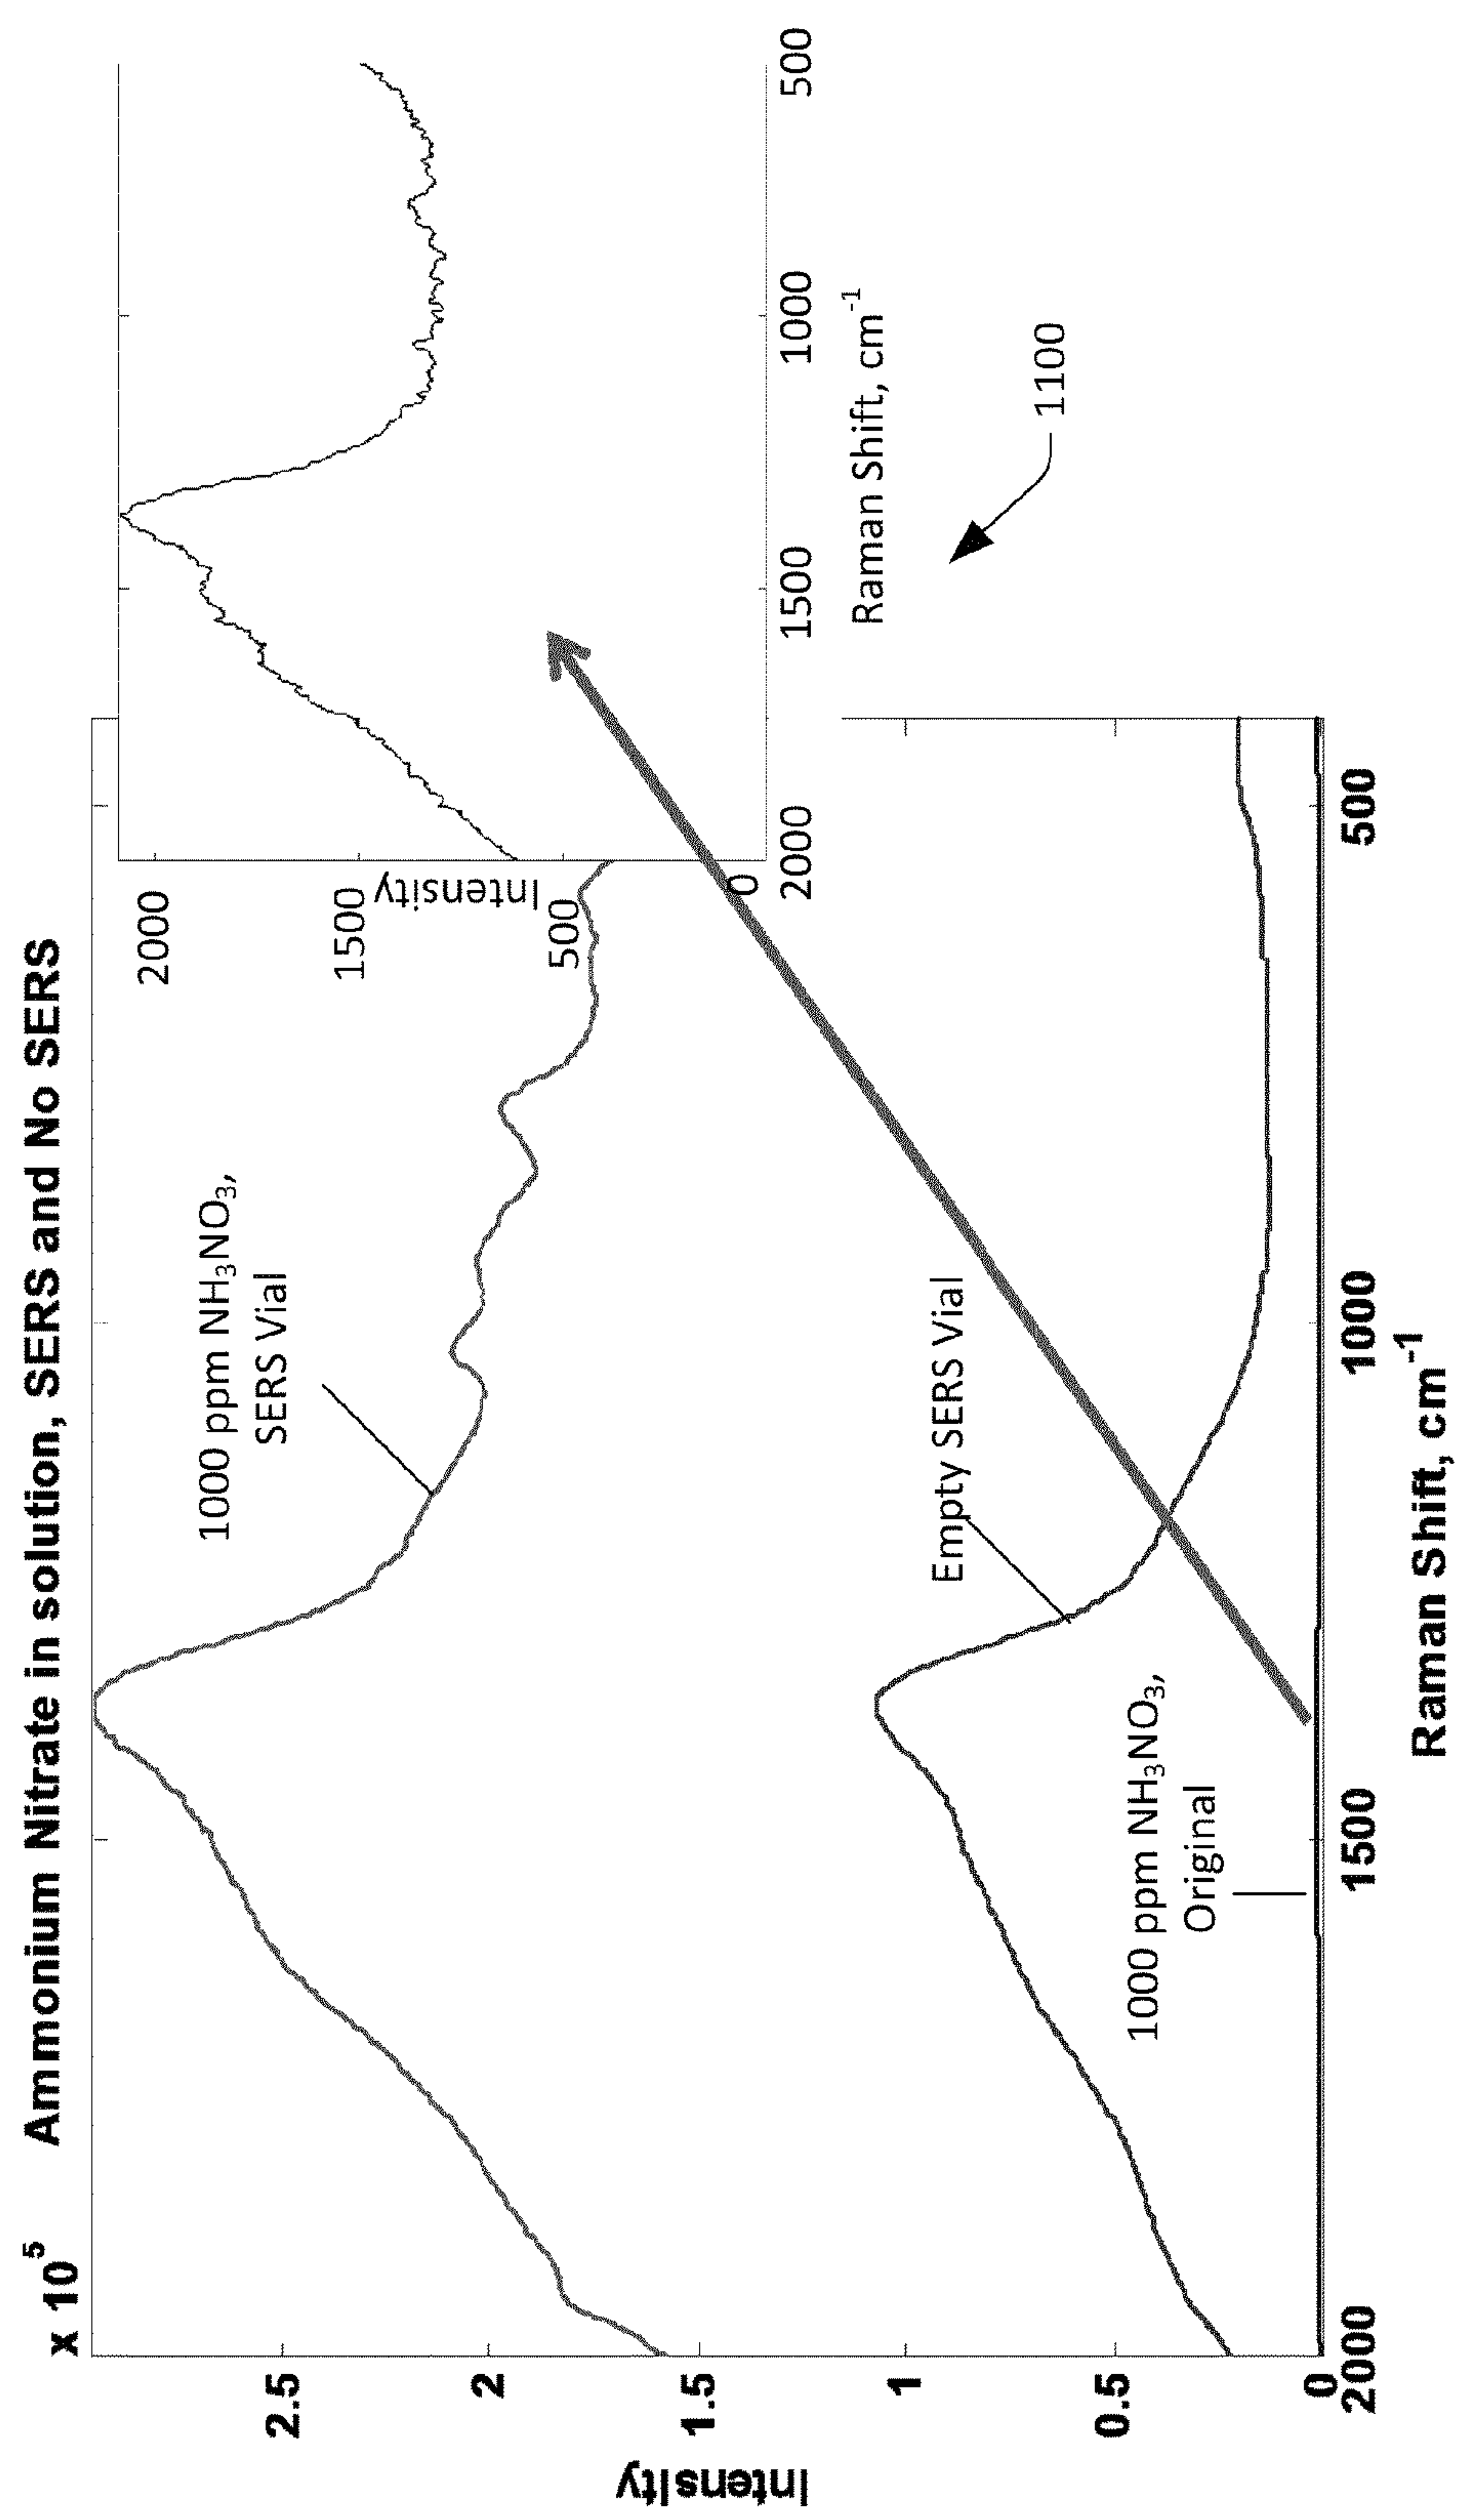 Ammonium Nitrate in solution, SERS and No SERS
x 10⁵
Intensity
2.5
2
1.5
1
0.5
0
2000
1500
1000
500
Raman Shift, cm⁻¹
1000 ppm NH₃NO₃,
SERS Vial
Empty SERS Vial
1000 ppm NH₃NO₃,
Original
Intensity
2000
1500
500
0
2000
1500
1000
500
Raman Shift, cm⁻¹
1100